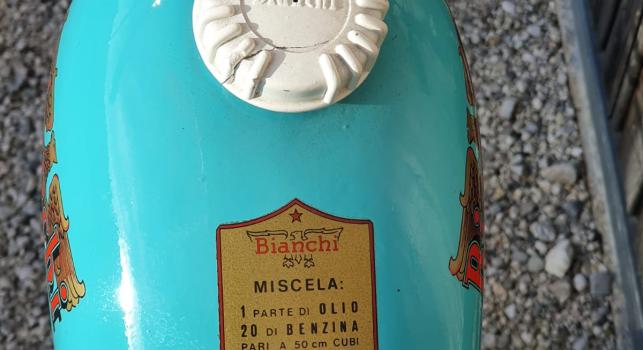 Bianchi
MISCELA:
1 PARTE DI OLIO
20 DI BENZINA
PARI A 50 cm CUBI